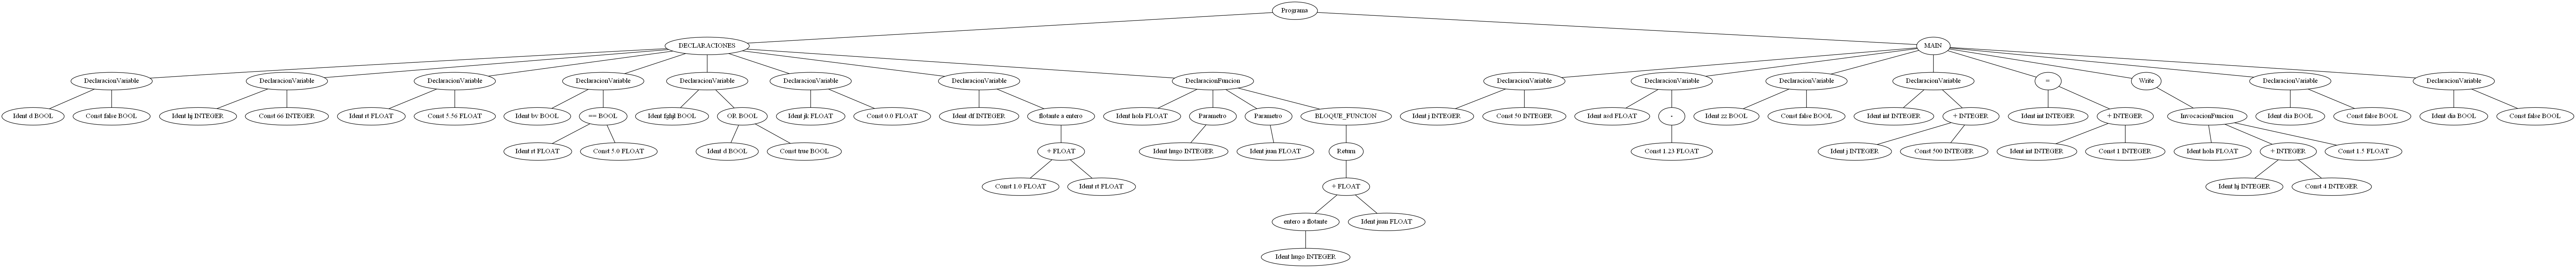 Programa
DECLARACIONES
MAIN
DeclaracionVariable
DeclaracionVariable
DeclaracionVariable
DeclaracionVariable
DeclaracionVariable
DeclaracionVariable
DeclaracionVariable
DeclaracionFuncion
DeclaracionVariable
DeclaracionVariable
DeclaracionVariable
DeclaracionVariable
=
Write
DeclaracionVariable
DeclaracionVariable
Ident d BOOL
Const false BOOL
Ident hj INTEGER
Const 66 INTEGER
Ident rt FLOAT
Const 5.56 FLOAT
Ident bv BOOL
== BOOL
Ident fghjl BOOL
OR BOOL
Ident jk FLOAT
Const 0.0 FLOAT
Ident df INTEGER
flotante a entero
Ident hola FLOAT
Parametro
Parametro
BLOQUE_FUNCION
Ident j INTEGER
Const 50 INTEGER
Ident asd FLOAT
-
Ident zz BOOL
Const false BOOL
Ident int INTEGER
+ INTEGER
Ident int INTEGER
+ INTEGER
InvocacionFuncion
Ident dia BOOL
Const false BOOL
Ident dia BOOL
Const false BOOL
Ident rt FLOAT
Const 5.0 FLOAT
Ident d BOOL
Const true BOOL
+ FLOAT
Ident hugo INTEGER
Ident juan FLOAT
Return
Const 1.23 FLOAT
Ident j INTEGER
Const 500 INTEGER
Ident int INTEGER
Const 1 INTEGER
Ident hola FLOAT
+ INTEGER
Const 1.5 FLOAT
Const 1.0 FLOAT
Ident rt FLOAT
+ FLOAT
Ident hj INTEGER
Const 4 INTEGER
entero a flotante
Ident juan FLOAT
Ident hugo INTEGER